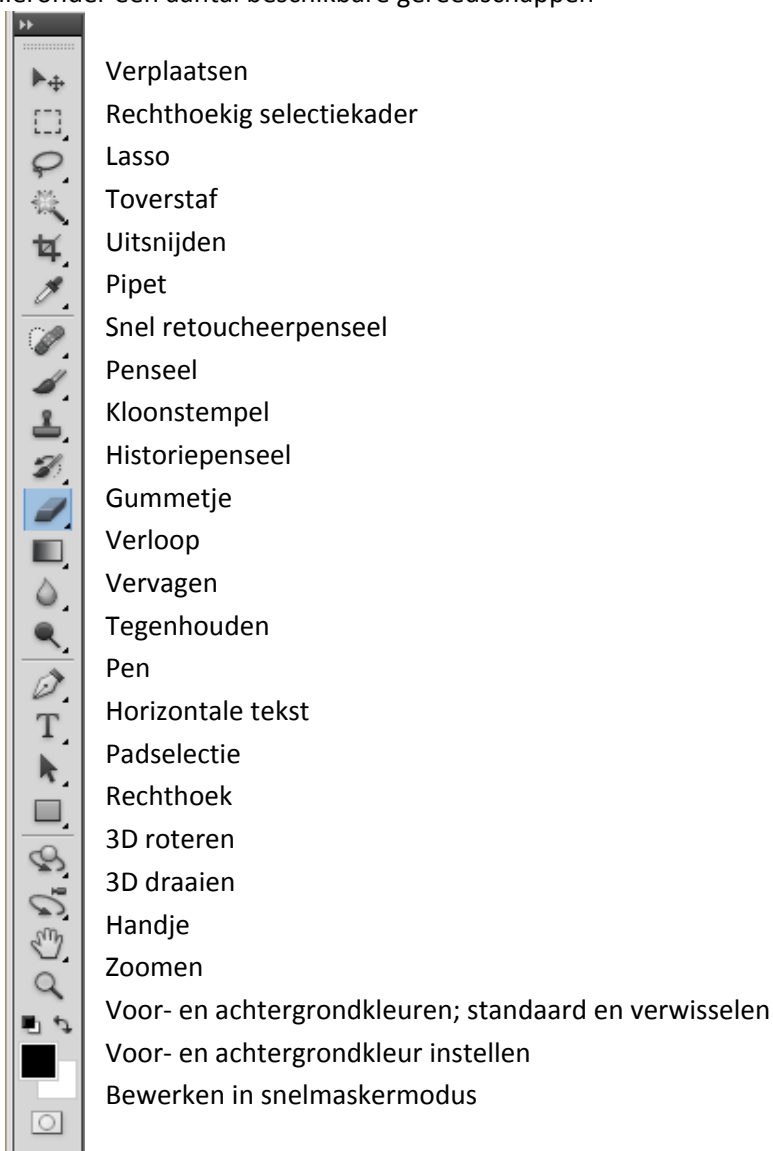 een aantal beschikbare gereedschappen
Verplaatsen
Rechthoekig selectiekader
Lasso
Toverstaf
Uitsnijden
Pipet
Snel retoucheerpenseel
Penseel
Kloonstempel
Historiepenseel
Gummetje
Verloop
Vervagen
Tegenhouden
Pen
Horizontale tekst
Padselectie
Rechthoek
3D roteren
3D draaien
Handje
Zoomen
Voor- en achtergrondkleuren; standaard en verwisselen
Voor- en achtergrondkleur instellen
Bewerken in snelmaskermodus